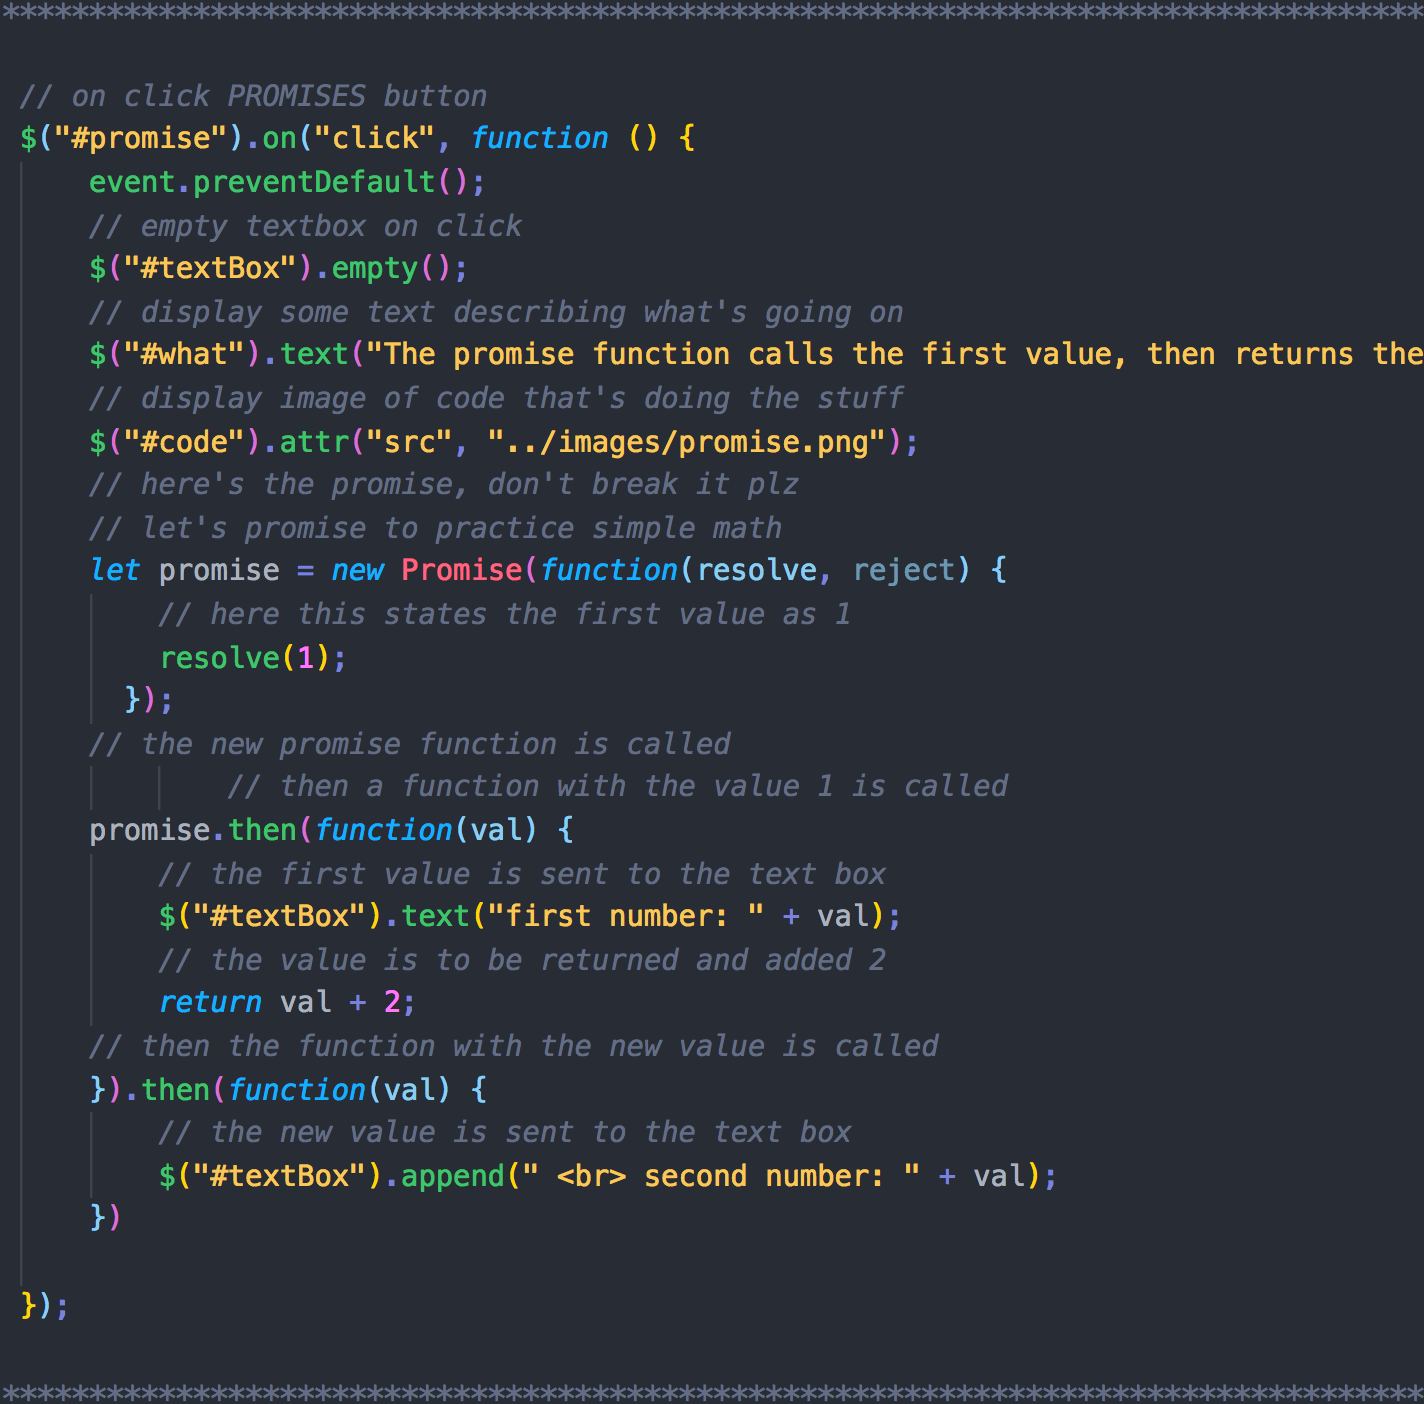 **********************************************************************************
// on click PROMISES button
$("#promise").on("click", function () {
    event.preventDefault();
    // empty textbox on click
    $("#textBox").empty();
    // display some text describing what's going on
    $("#what").text("The promise function calls the first value, then returns the
    // display image of code that's doing the stuff
    $("#code").attr("src", "../images/promise.png");
    // here's the promise, don't break it plz
    // let's promise to practice simple math
    let promise = new Promise(function(resolve, reject) {
        // here this states the first value as 1
        resolve(1);
      });
    // the new promise function is called
            // then a function with the value 1 is called
    promise.then(function(val) {
        // the first value is sent to the text box
        $("#textBox").text("first number: " + val);
        // the value is to be returned and added 2
        return val + 2;
    // then the function with the new value is called
    }).then(function(val) {
        // the new value is sent to the text box
        $("#textBox").append(" <br> second number: " + val);
    })
});
**********************************************************************************